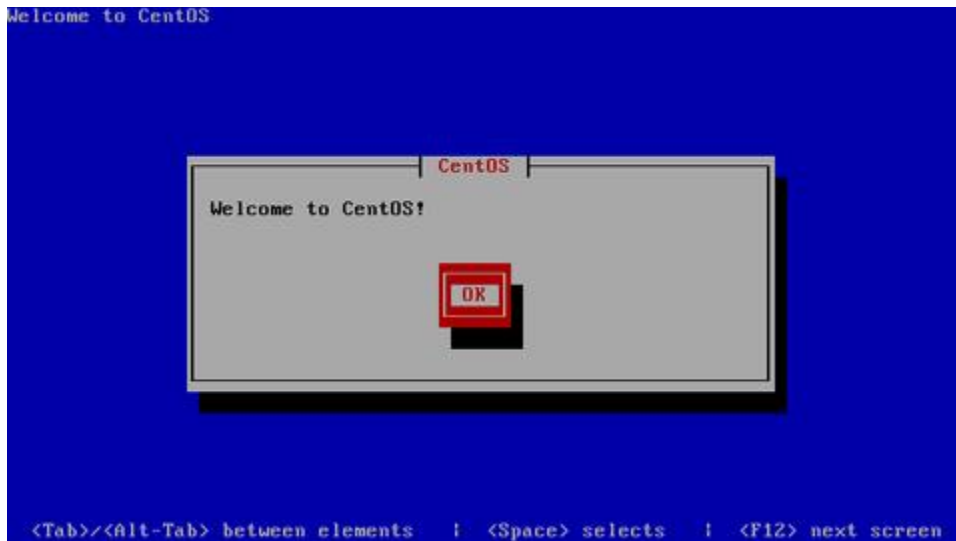 Welcome to CentOS
CentOS
Welcome to CentOS!
OK
<Tab>/<Alt-Tab> between elements | <Space> selects | <F12> next screen